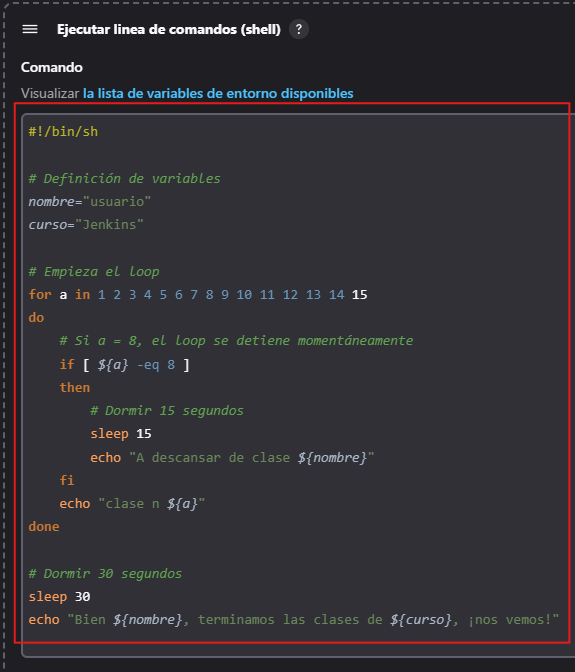 Ejecutar linea de comandos (shell) ?
Comando
Visualizar la lista de variables de entorno disponibles
#!/bin/sh
# Definición de variables
nombre="usuario"
curso="Jenkins"
# Empieza el loop
for a in 1 2 3 4 5 6 7 8 9 10 11 12 13 14 15
do
    # Si a = 8, el loop se detiene momentáneamente
    if [ ${a} -eq 8 ]
    then
        # Dormir 15 segundos
        sleep 15
        echo "A descansar de clase ${nombre}"
    fi
    echo "clase n ${a}"
done
# Dormir 30 segundos
sleep 30
echo "Bien ${nombre}, terminamos las clases de ${curso}, ¡nos vemos!"